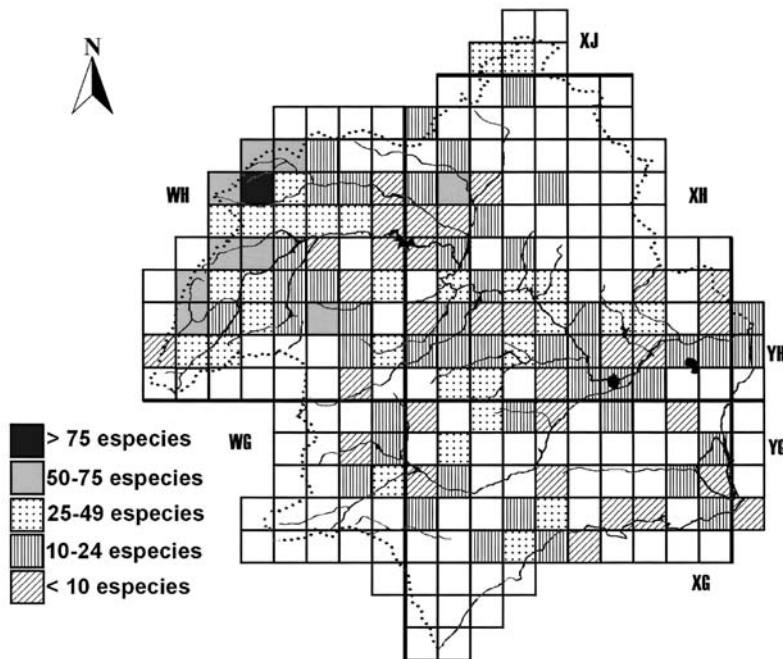 XJ
N
WH
XH
YH
WG
YG
> 75 especies
50-75 especies
25-49 especies
10-24 especies
< 10 especies
XG